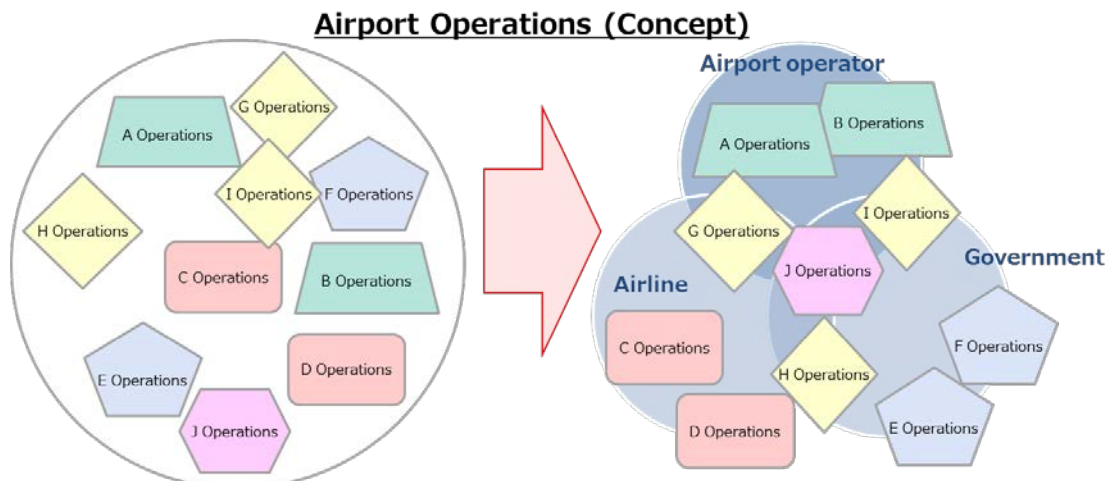 Airport Operations (Concept)
G Operations
A Operations
I Operations
F Operations
H Operations
C Operations
B Operations
D Operations
E Operations
J Operations
Airport operator
B Operations
A Operations
I Operations
G Operations
Government
J Operations
Airline
C Operations
F Operations
H Operations
D Operations
E Operations